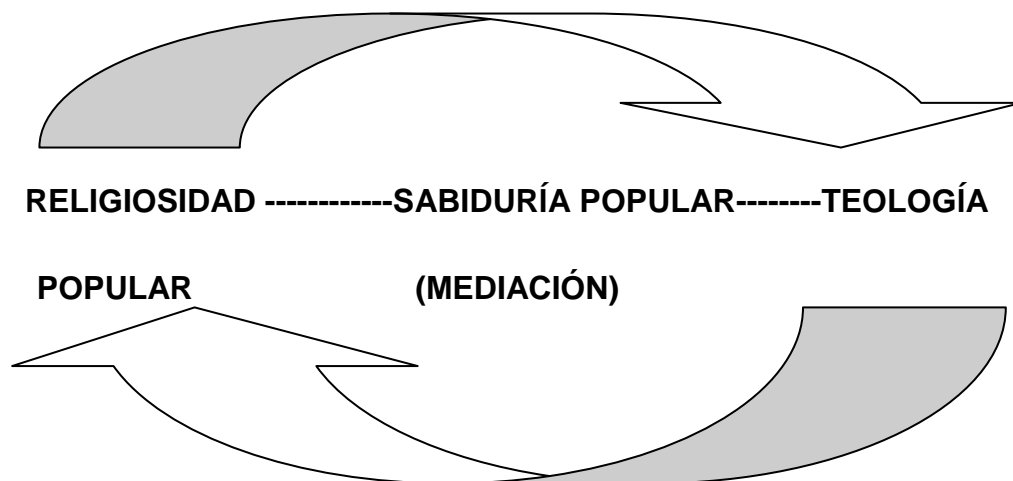 RELIGIOSIDAD ------------SABIDURÍA POPULAR--------TEOLOGÍA
POPULAR (MEDIACIÓN)